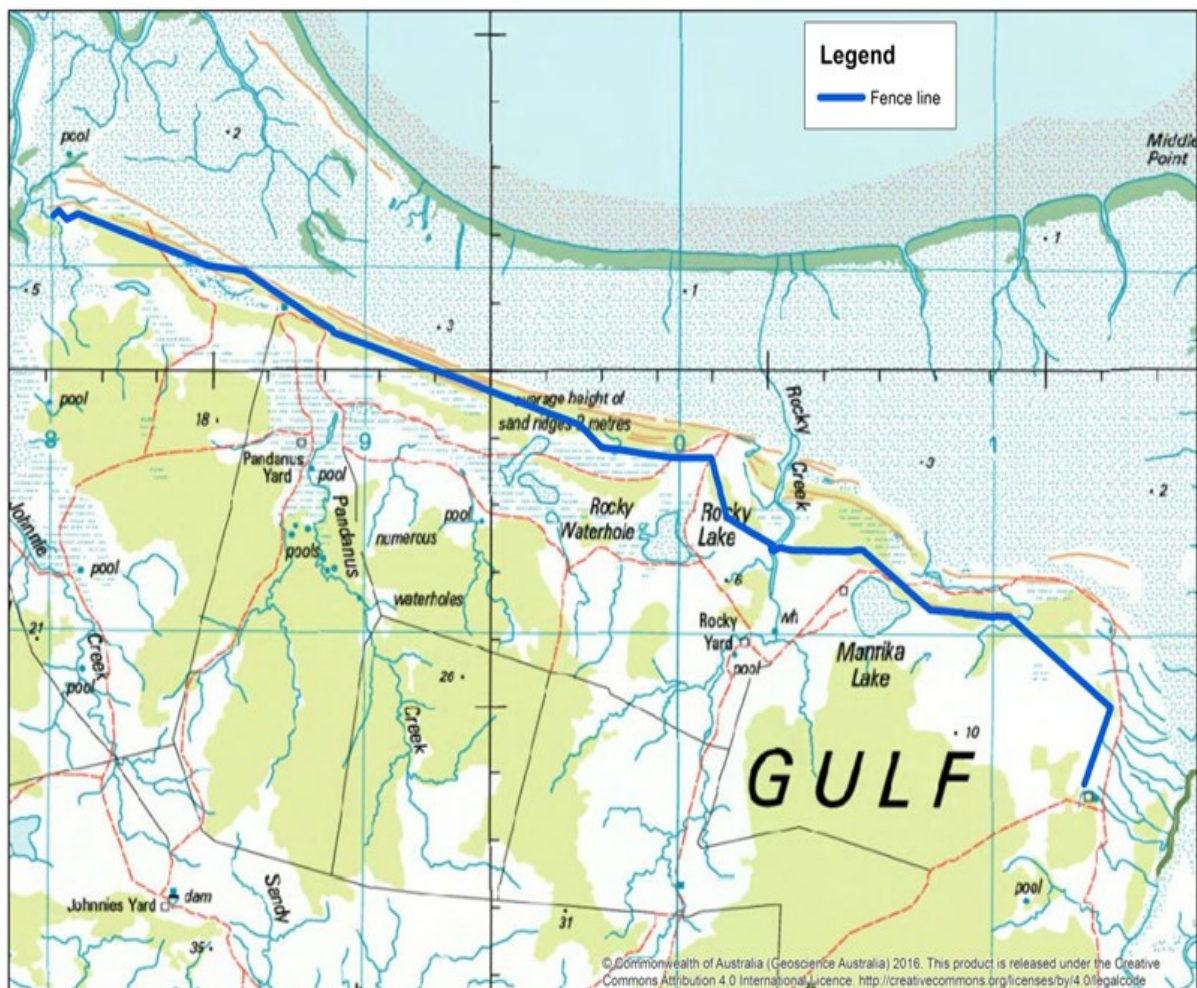 Legend
Fence line
Middle
Point
pool
2
1
5
1
3
average height of
sand ridges 2 metres
Rocky
Creek
pool
18
8
9
0
1
3
2
Pandanus
Yard
pool
Pandanus
Creek
Rocky
Waterhole
Rocky
Lake
pool
numerous
pools
waterholes
Johnnie
Creek
pool
6
wh
21
Rocky
Yard
pool
Manrika
Lake
pool
26
10
GULF
Johnnies Yard
dam
Sandy
31
35
pool
© Commonwealth of Australia (Geoscience Australia) 2016. This product is released under the Creative
Commons Attribution 4.0 International Licence. http://creativecommons.org/licenses/by/4.0/legalcode